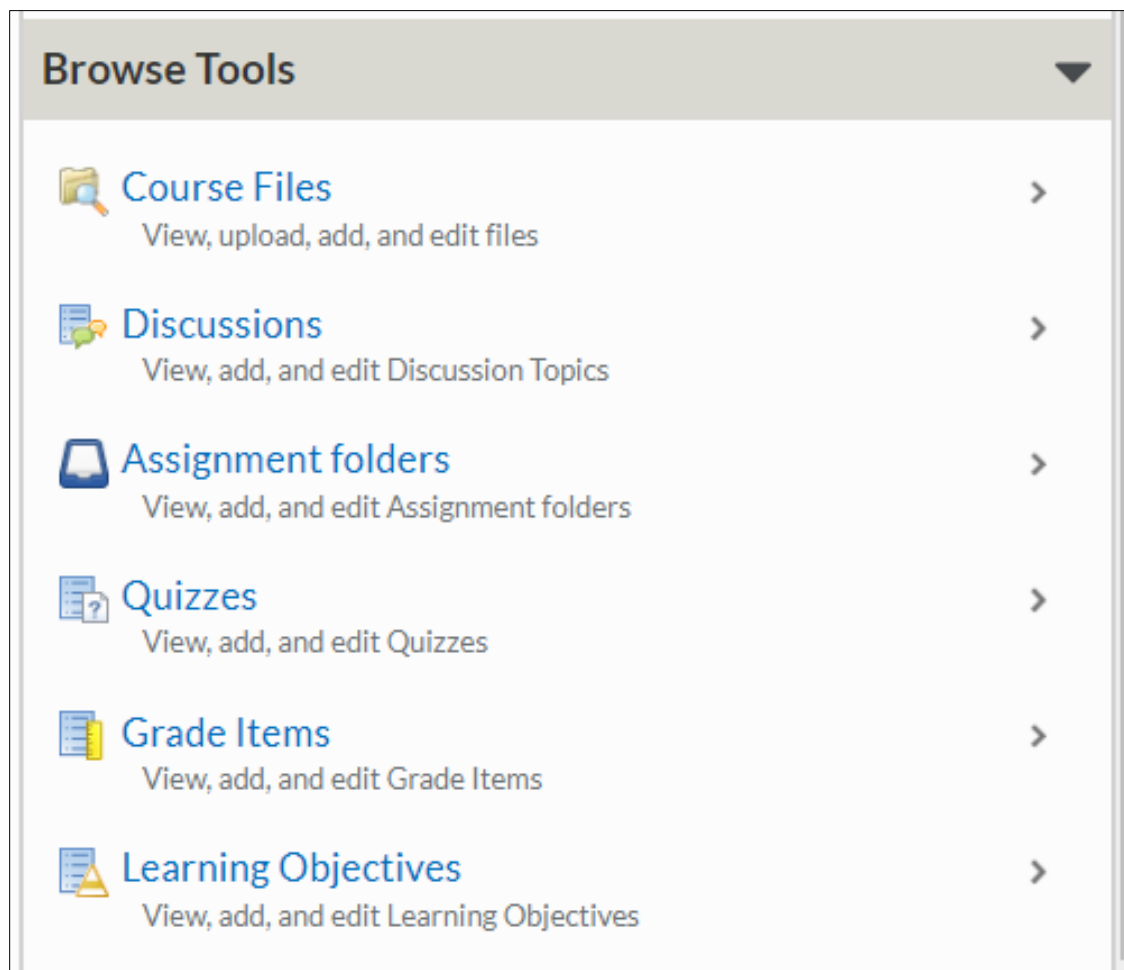 Browse Tools
Course Files
View, upload, add, and edit files
Discussions
View, add, and edit Discussion Topics
Assignment folders
View, add, and edit Assignment folders
Quizzes
View, add, and edit Quizzes
Grade Items
View, add, and edit Grade Items
Learning Objectives
View, add, and edit Learning Objectives